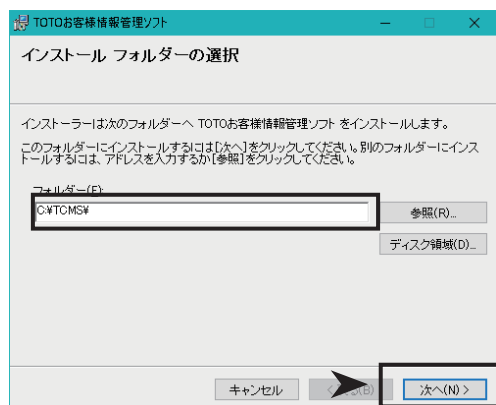 TOTOお客様情報管理ソフト
インストール フォルダーの選択
インストーラーは次のフォルダーへ TOTOお客様情報管理ソフト をインストールします。
このフォルダーにインストールするには[次へ]をクリックしてください。別のフォルダーにインス
トールするには、アドレスを入力するか[参照]をクリックしてください。
フォルダー(F):
C:¥TCMS¥
参照(R)...
ディスク領域(D)...
キャンセル
次へ(N) >